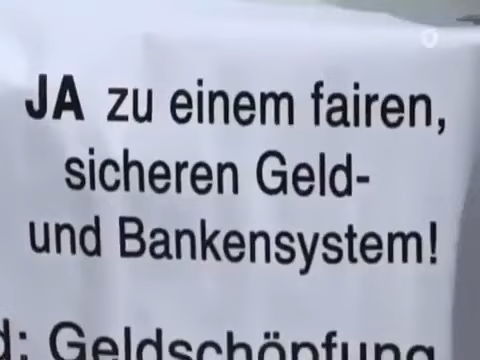 JA zu einem fairen,
sicheren Geld-
und Bankensystem!
d: Geldschöpfung